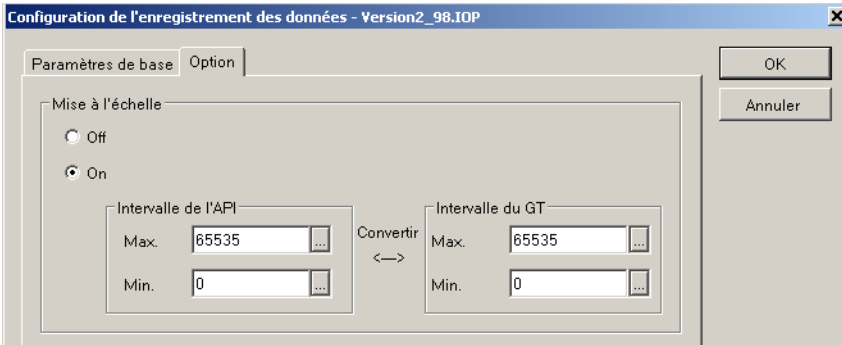 Configuration de l'enregistrement des données - Version2_98.IOP
Paramètres de base Option
OK
Annuler
Mise à l'échelle
Off
On
Intervalle de l'API
Max. 65535 ...
Min. 0 ...
Convertir
<—>
Intervalle du GT
Max. 65535 ...
Min. 0 ...